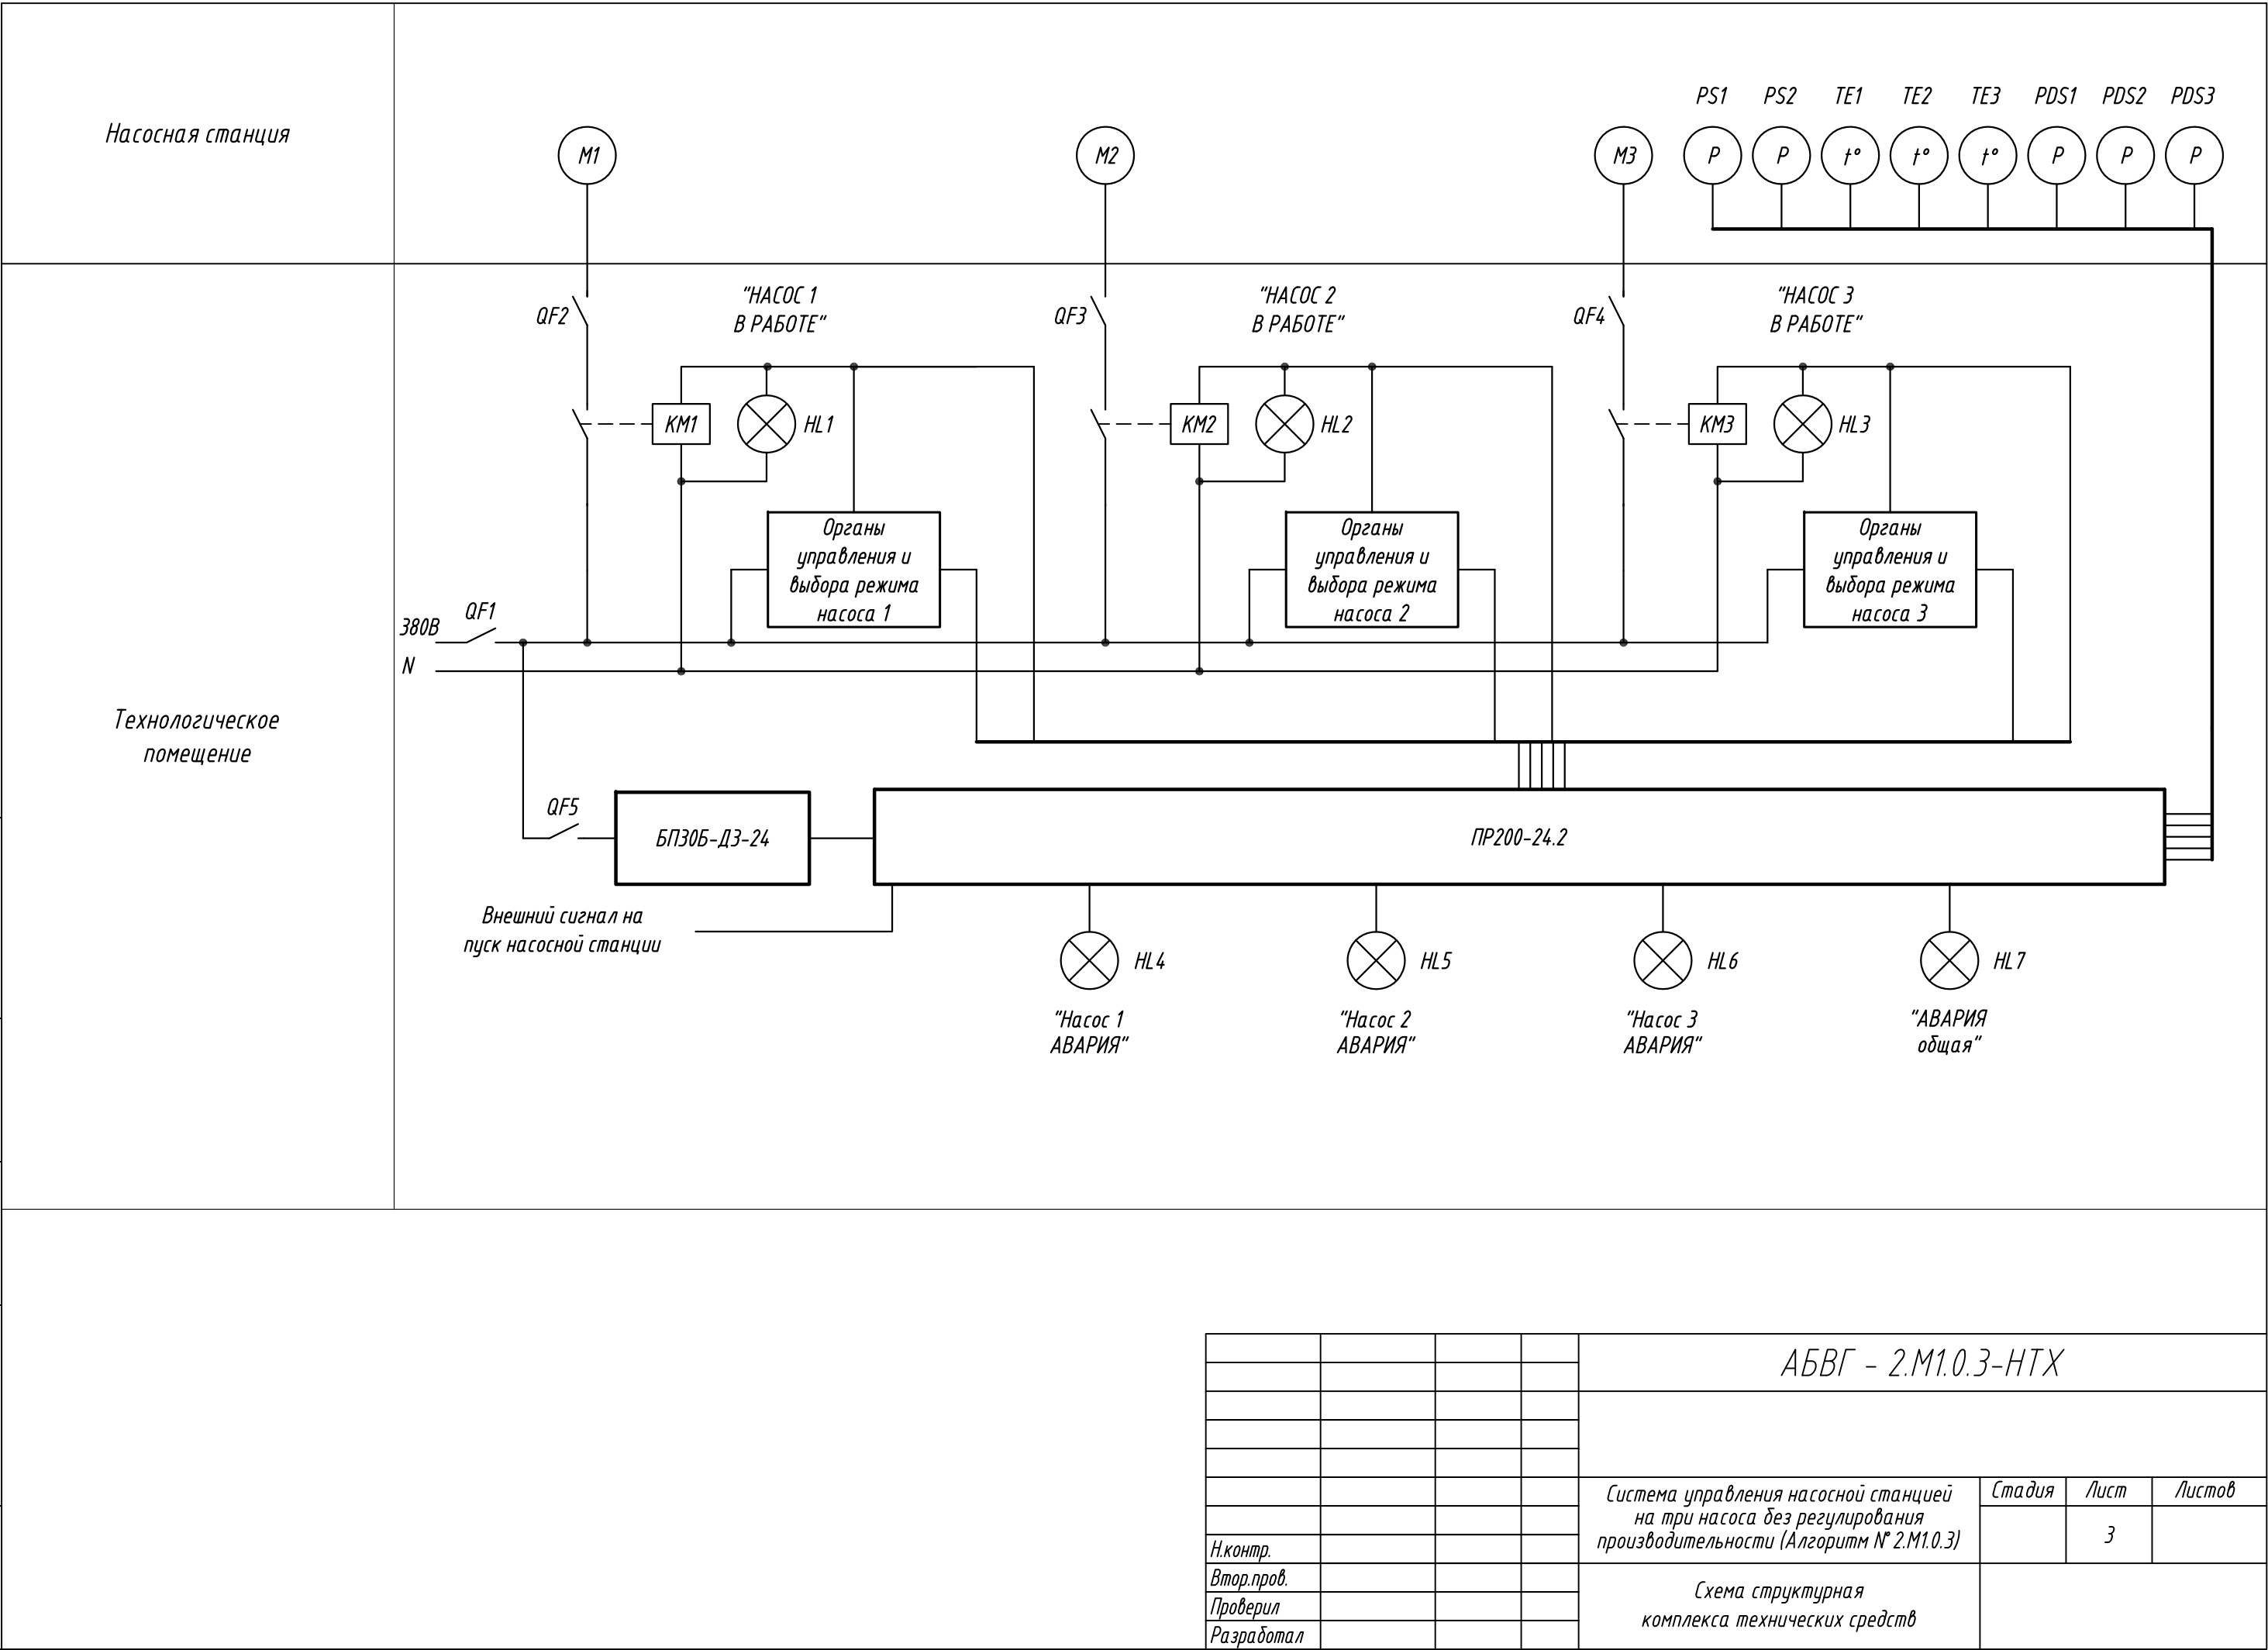 Насосная станция
PS1 PS2 TE1 TE2 TE3 PDS1 PDS2 PDS3
M1 M2 M3 P P t° t° t° P P P
Технологическое
помещение
QF2
"НАСОС 1
В РАБОТЕ"
QF3
"НАСОС 2
В РАБОТЕ"
QF4
"НАСОС 3
В РАБОТЕ"
KM1 HL1 KM2 HL2 KM3 HL3
Органы
управления и
выбора режима
насоса 1
Органы
управления и
выбора режима
насоса 2
Органы
управления и
выбора режима
насоса 3
QF1
380В
N
QF5
БП30Б-Д3-24
ПР200-24.2
Внешний сигнал на
пуск насосной станции
HL4 HL5 HL6 HL7
"Насос 1
АВАРИЯ"
"Насос 2
АВАРИЯ"
"Насос 3
АВАРИЯ"
"АВАРИЯ
общая"
АБВГ - 2.М1.0.3-НТХ
Система управления насосной станцией
на три насоса без регулирования
производительности (Алгоритм № 2.М1.0.3)
Стадия Лист Листов
3
Н.контр.
Втор.пров.
Проверил
Разработал
Схема структурная
комплекса технических средств